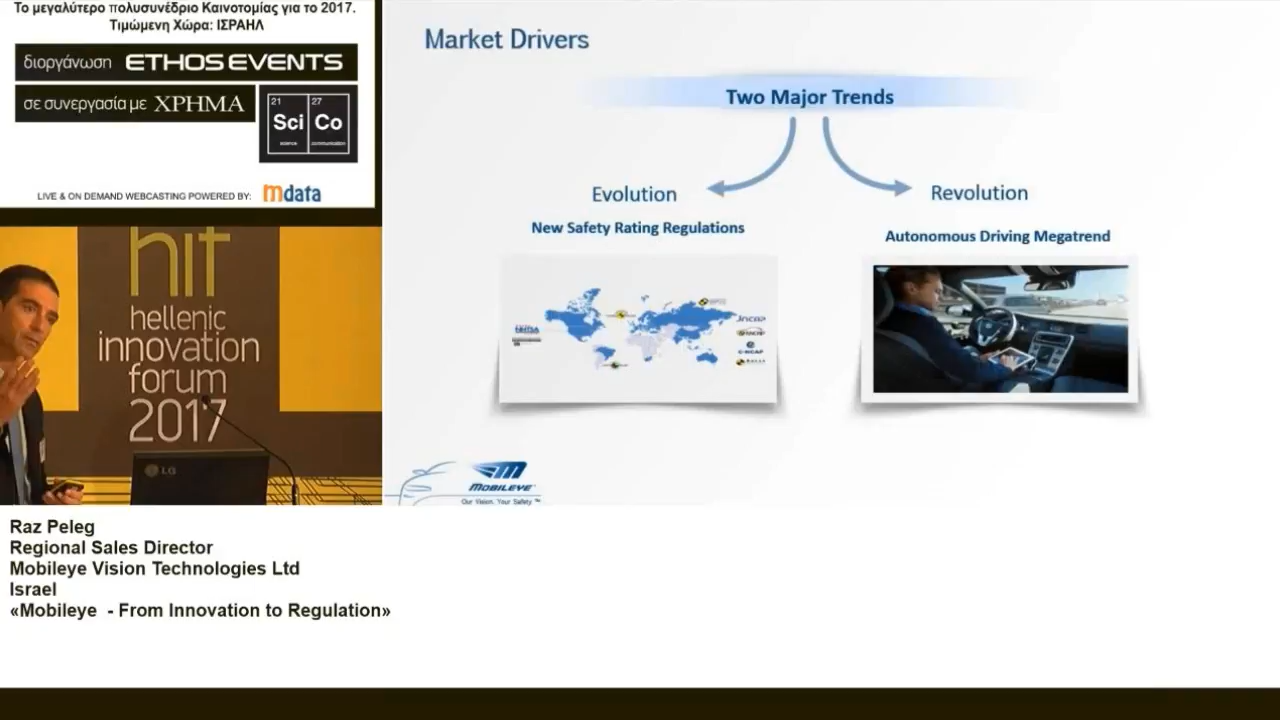 Το μεγαλύτερο πολυσυνέδριο Καινοτομίας για το 2017.
Τιμώμενη Χώρα: ΙΣΡΑΗΛ
διοργάνωση ETHOS EVENTS
σε συνεργασία με ΧΡΗΜΑ
21 27
Sci Co
science communication
LIVE & ON DEMAND WEBCASTING POWERED BY: mdata
hit
hellenic
innovation
forum
2017
LG
Market Drivers
Two Major Trends
Evolution
Revolution
New Safety Rating Regulations
Autonomous Driving Megatrend
MOBILEYE
Our Vision. Your Safety ™
Raz Peleg
Regional Sales Director
Mobileye Vision Technologies Ltd
Israel
«Mobileye - From Innovation to Regulation»